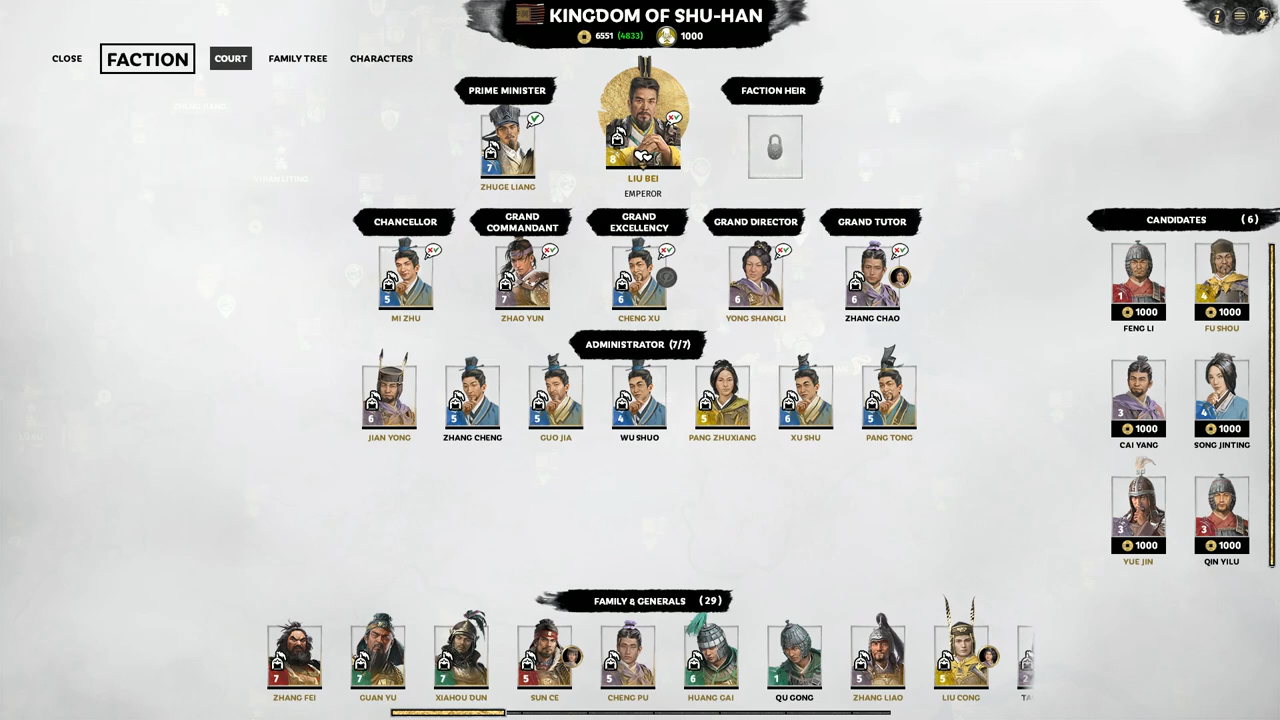 KINGDOM OF SHU-HAN
6551 (4833) 1000
CLOSE FACTION COURT FAMILY TREE CHARACTERS
PRIME MINISTER
FACTION HEIR
7
8
ZHUGE LIANG
LIU BEI
EMPEROR
CHANCELLOR
GRAND COMMANDANT
GRAND EXCELLENCY
GRAND DIRECTOR
GRAND TUTOR
5 7 6 6 6
MI ZHU ZHAO YUN CHENG XU YONG SHANGLI ZHANG CHAO
ADMINISTRATOR (7/7)
6 5 5 4 5 6 5
JIAN YONG ZHANG CHENG GUO JIA WU SHUO PANG ZHUXIANG XU SHU PANG TONG
CANDIDATES (6)
1 4
1000 1000
FENG LI FU SHOU
3 4
1000 1000
CAI YANG SONG JINTING
3 3
1000 1000
YUE JIN QIN YILU
FAMILY & GENERALS (29)
7 7 7 5 5 6 1 5 5 2
ZHANG FEI GUAN YU XIAHOU DUN SUN CE CHENG PU HUANG GAI QU GONG ZHANG LIAO LIU CONG